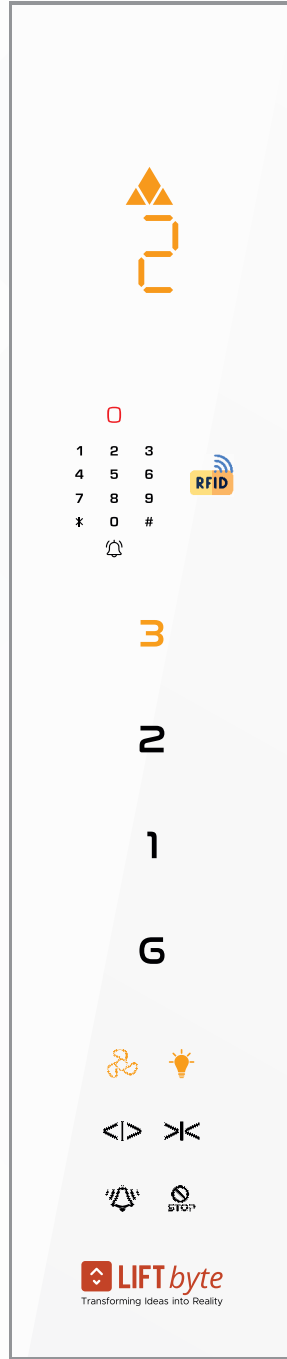 2
0
1 2 3
4 5 6
7 8 9
* 0 #
RFID
3
2
1
G
<|> >|<
STOP
LIFT byte
Transforming Ideas into Reality